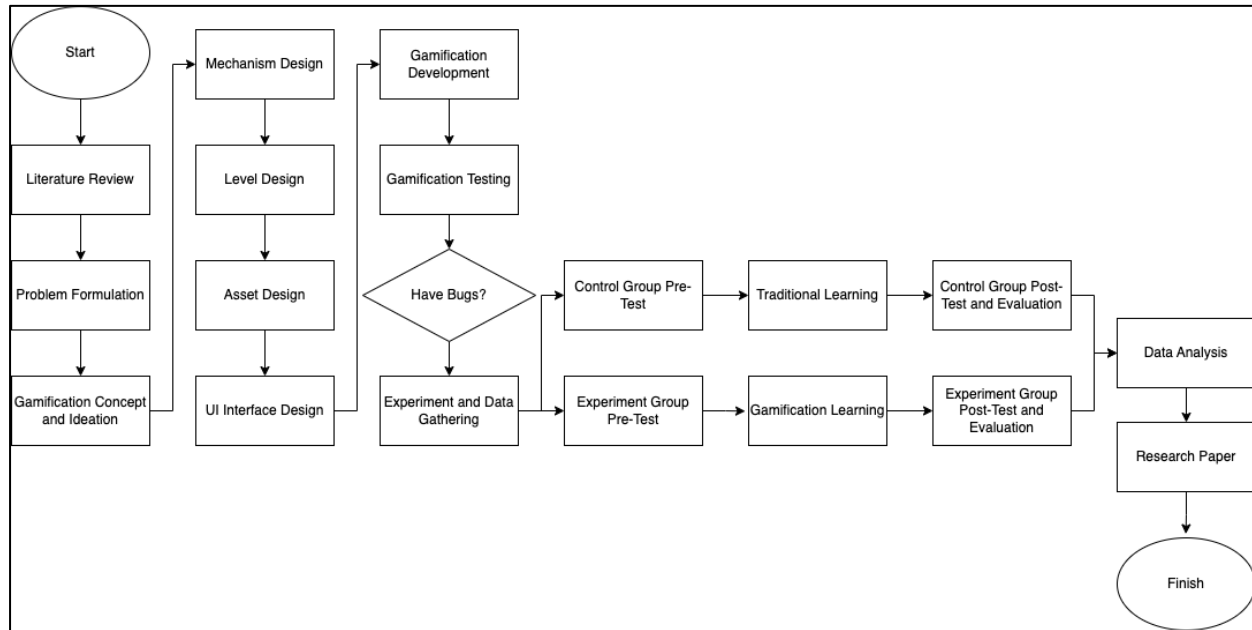 Start
Literature Review
Problem Formulation
Gamification Concept
and Ideation
Mechanism Design
Level Design
Asset Design
UI Interface Design
Gamification
Development
Gamification Testing
Have Bugs?
Experiment and Data
Gathering
Control Group Pre-
Test
Traditional Learning
Control Group Post-
Test and Evaluation
Experiment Group
Pre-Test
Gamification Learning
Experiment Group
Post-Test and
Evaluation
Data Analysis
Research Paper
Finish